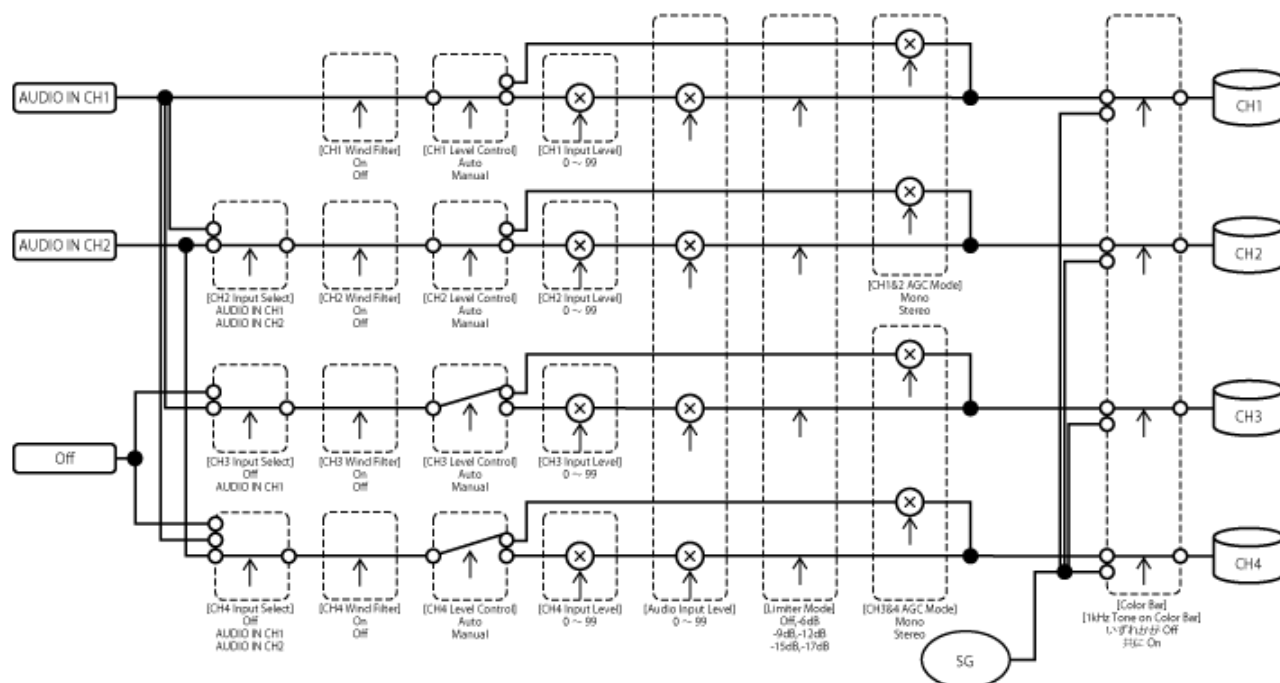 AUDIO IN CH1
[CH1 Wind Filter]
On
Off
[CH1 Level Control]
Auto
Manual
[CH1 Input Level]
0 ～ 99
CH1
AUDIO IN CH2
[CH2 Input Select]
AUDIO IN CH1
AUDIO IN CH2
[CH2 Wind Filter]
On
Off
[CH2 Level Control]
Auto
Manual
[CH2 Input Level]
0 ～ 99
[CH1&2 AGC Mode]
Mono
Stereo
CH2
Off
[CH3 Input Select]
Off
AUDIO IN CH1
[CH3 Wind Filter]
On
Off
[CH3 Level Control]
Auto
Manual
[CH3 Input Level]
0 ～ 99
CH3
[CH4 Input Select]
Off
AUDIO IN CH1
AUDIO IN CH2
[CH4 Wind Filter]
On
Off
[CH4 Level Control]
Auto
Manual
[CH4 Input Level]
0 ～ 99
[Audio Input Level]
0 ～ 99
[Limiter Mode]
Off,-6dB
-9dB,-12dB
-15dB,-17dB
[CH3&4 AGC Mode]
Mono
Stereo
CH4
[Color Bar]
[1kHz Tone on Color Bar]
いずれかが Off
共に On
SG